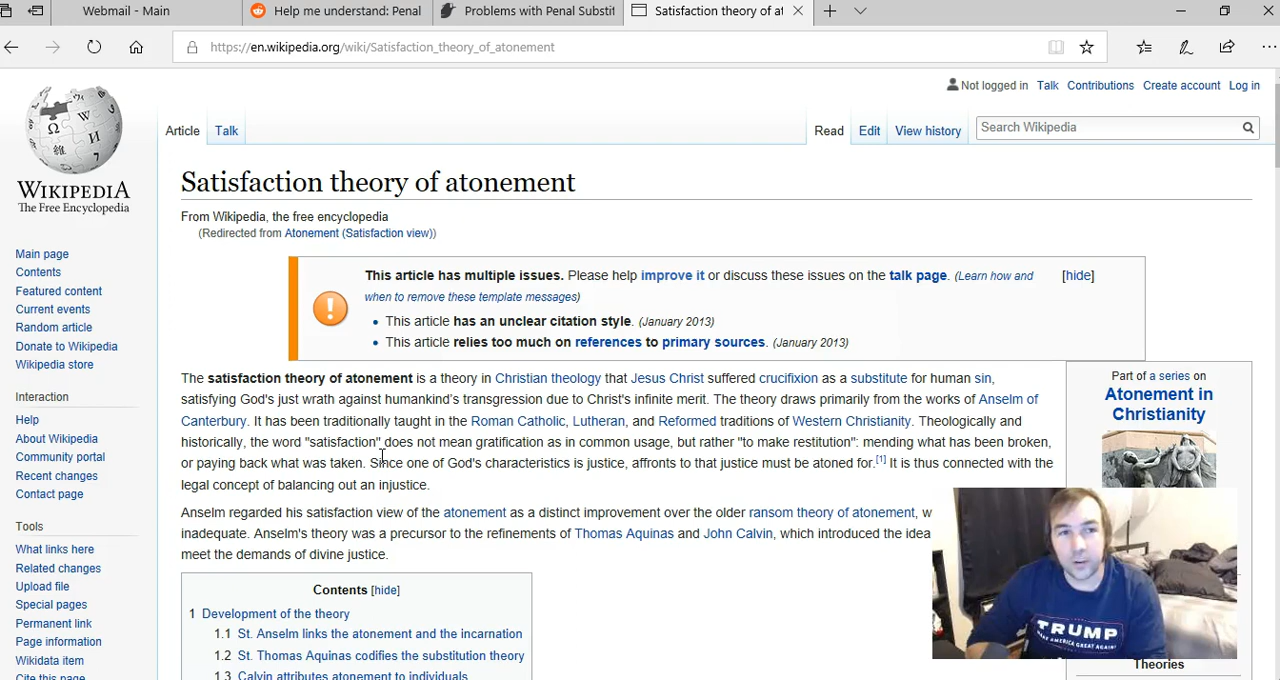 Webmail - Main
Help me understand: Penal
Problems with Penal Substit
Satisfaction theory of at
https://en.wikipedia.org/wiki/Satisfaction_theory_of_atonement
Not logged in Talk Contributions Create account Log in
Article Talk Read Edit View history Search Wikipedia
WIKIPEDIA
The Free Encyclopedia
Main page
Contents
Featured content
Current events
Random article
Donate to Wikipedia
Wikipedia store
Interaction
Help
About Wikipedia
Community portal
Recent changes
Contact page
Tools
What links here
Related changes
Upload file
Special pages
Permanent link
Page information
Wikidata item
Cite this page
Satisfaction theory of atonement
From Wikipedia, the free encyclopedia
(Redirected from Atonement (Satisfaction view))
This article has multiple issues. Please help improve it or discuss these issues on the talk page. (Learn how and [hide]
when to remove these template messages)
• This article has an unclear citation style. (January 2013)
• This article relies too much on references to primary sources. (January 2013)
The satisfaction theory of atonement is a theory in Christian theology that Jesus Christ suffered crucifixion as a substitute for human sin,
satisfying God's just wrath against humankind's transgression due to Christ's infinite merit. The theory draws primarily from the works of Anselm of
Canterbury. It has been traditionally taught in the Roman Catholic, Lutheran, and Reformed traditions of Western Christianity. Theologically and
historically, the word "satisfaction" does not mean gratification as in common usage, but rather "to make restitution": mending what has been broken,
or paying back what was taken. Since one of God's characteristics is justice, affronts to that justice must be atoned for.[1] It is thus connected with the
legal concept of balancing out an injustice.
Anselm regarded his satisfaction view of the atonement as a distinct improvement over the older ransom theory of atonement, w
inadequate. Anselm's theory was a precursor to the refinements of Thomas Aquinas and John Calvin, which introduced the idea
meet the demands of divine justice.
Contents [hide]
1 Development of the theory
1.1 St. Anselm links the atonement and the incarnation
1.2 St. Thomas Aquinas codifies the substitution theory
1.3 Calvin attributes atonement to individuals
Part of a series on
Atonement in
Christianity
TRUMP
MAKE AMERICA GREAT AGAIN!
Theories